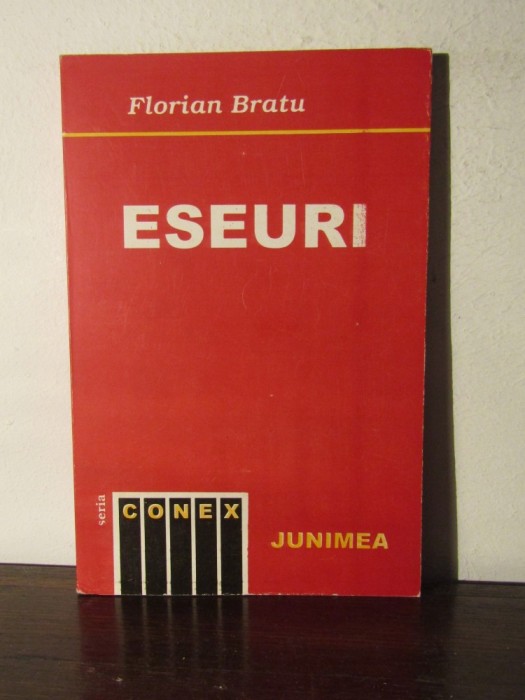 Florian Bratu
ESEURI
seria
CONEX
JUNIMEA